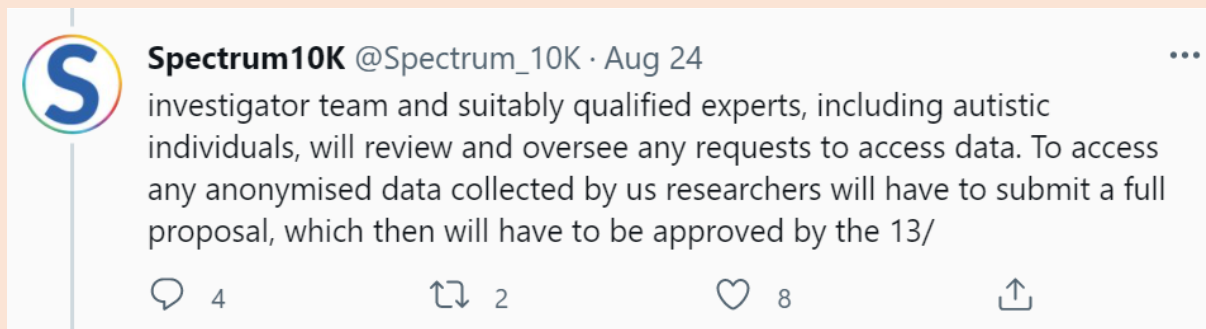 S
Spectrum10K @Spectrum_10K · Aug 24
investigator team and suitably qualified experts, including autistic
individuals, will review and oversee any requests to access data. To access
any anonymised data collected by us researchers will have to submit a full
proposal, which then will have to be approved by the 13/
4 2 8